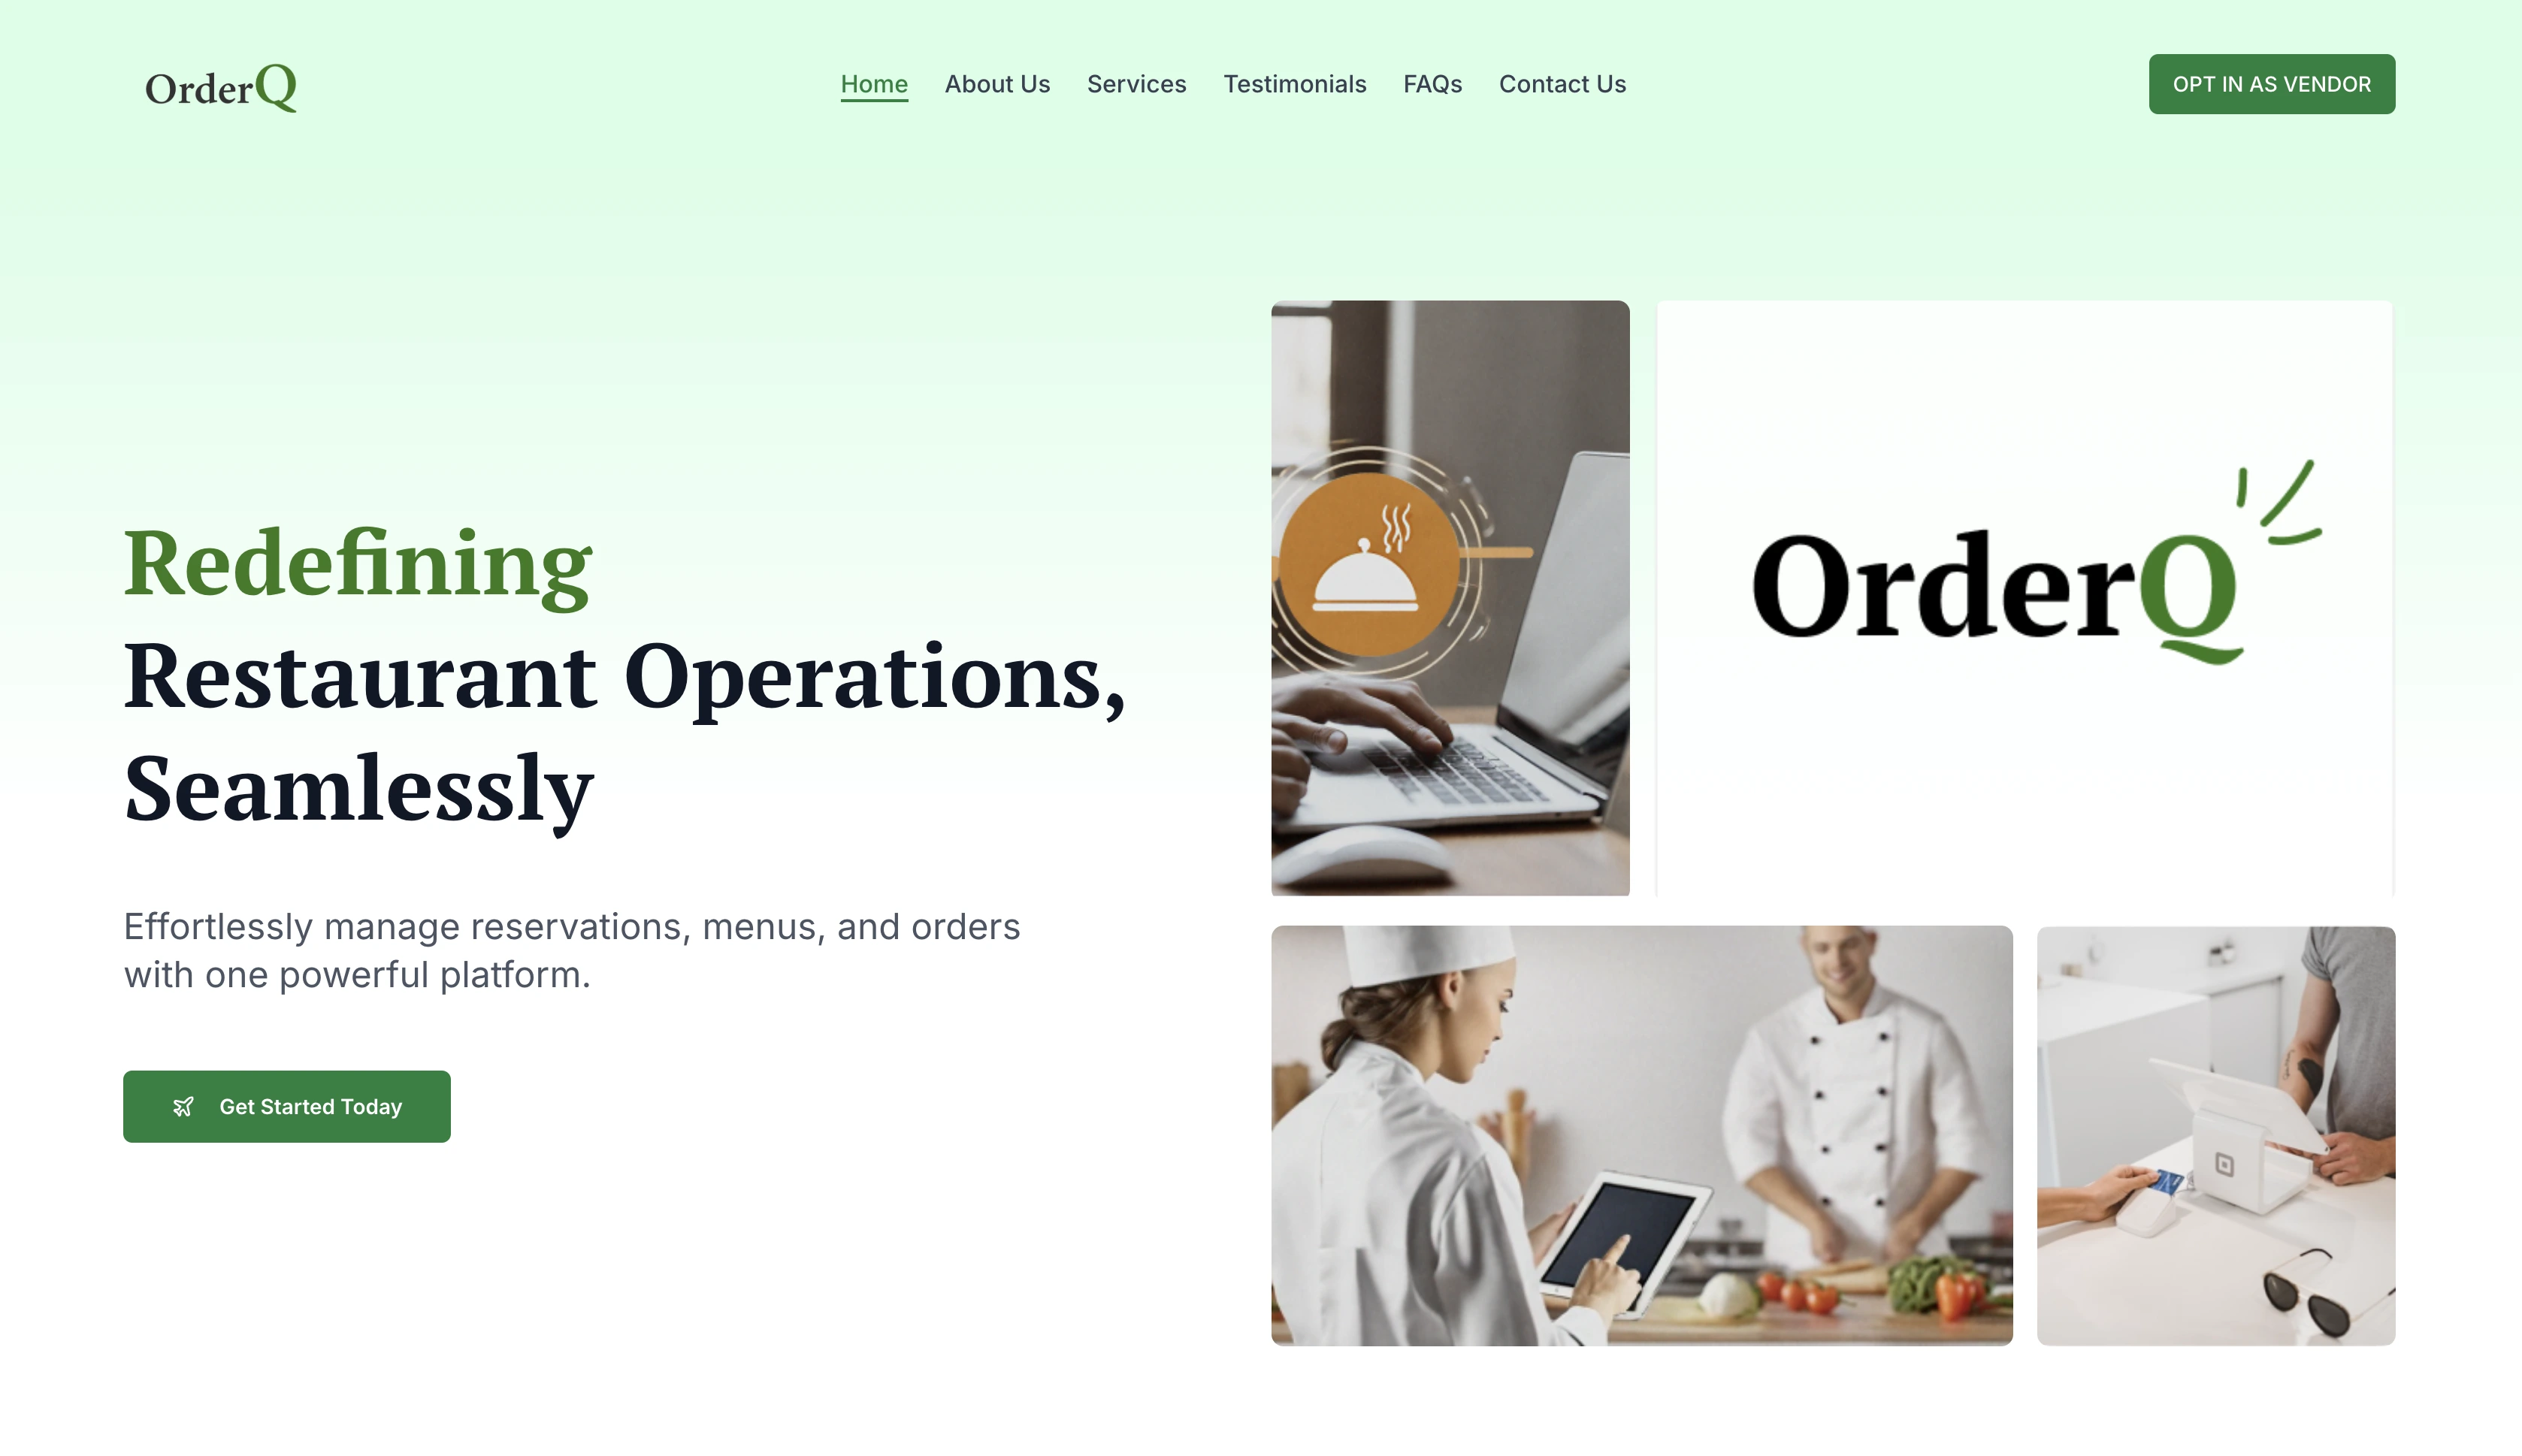 OrderQ
Home About Us Services Testimonials FAQs Contact Us
OPT IN AS VENDOR
Redefining
Restaurant Operations,
Seamlessly
Effortlessly manage reservations, menus, and orders
with one powerful platform.
Get Started Today
OrderQ